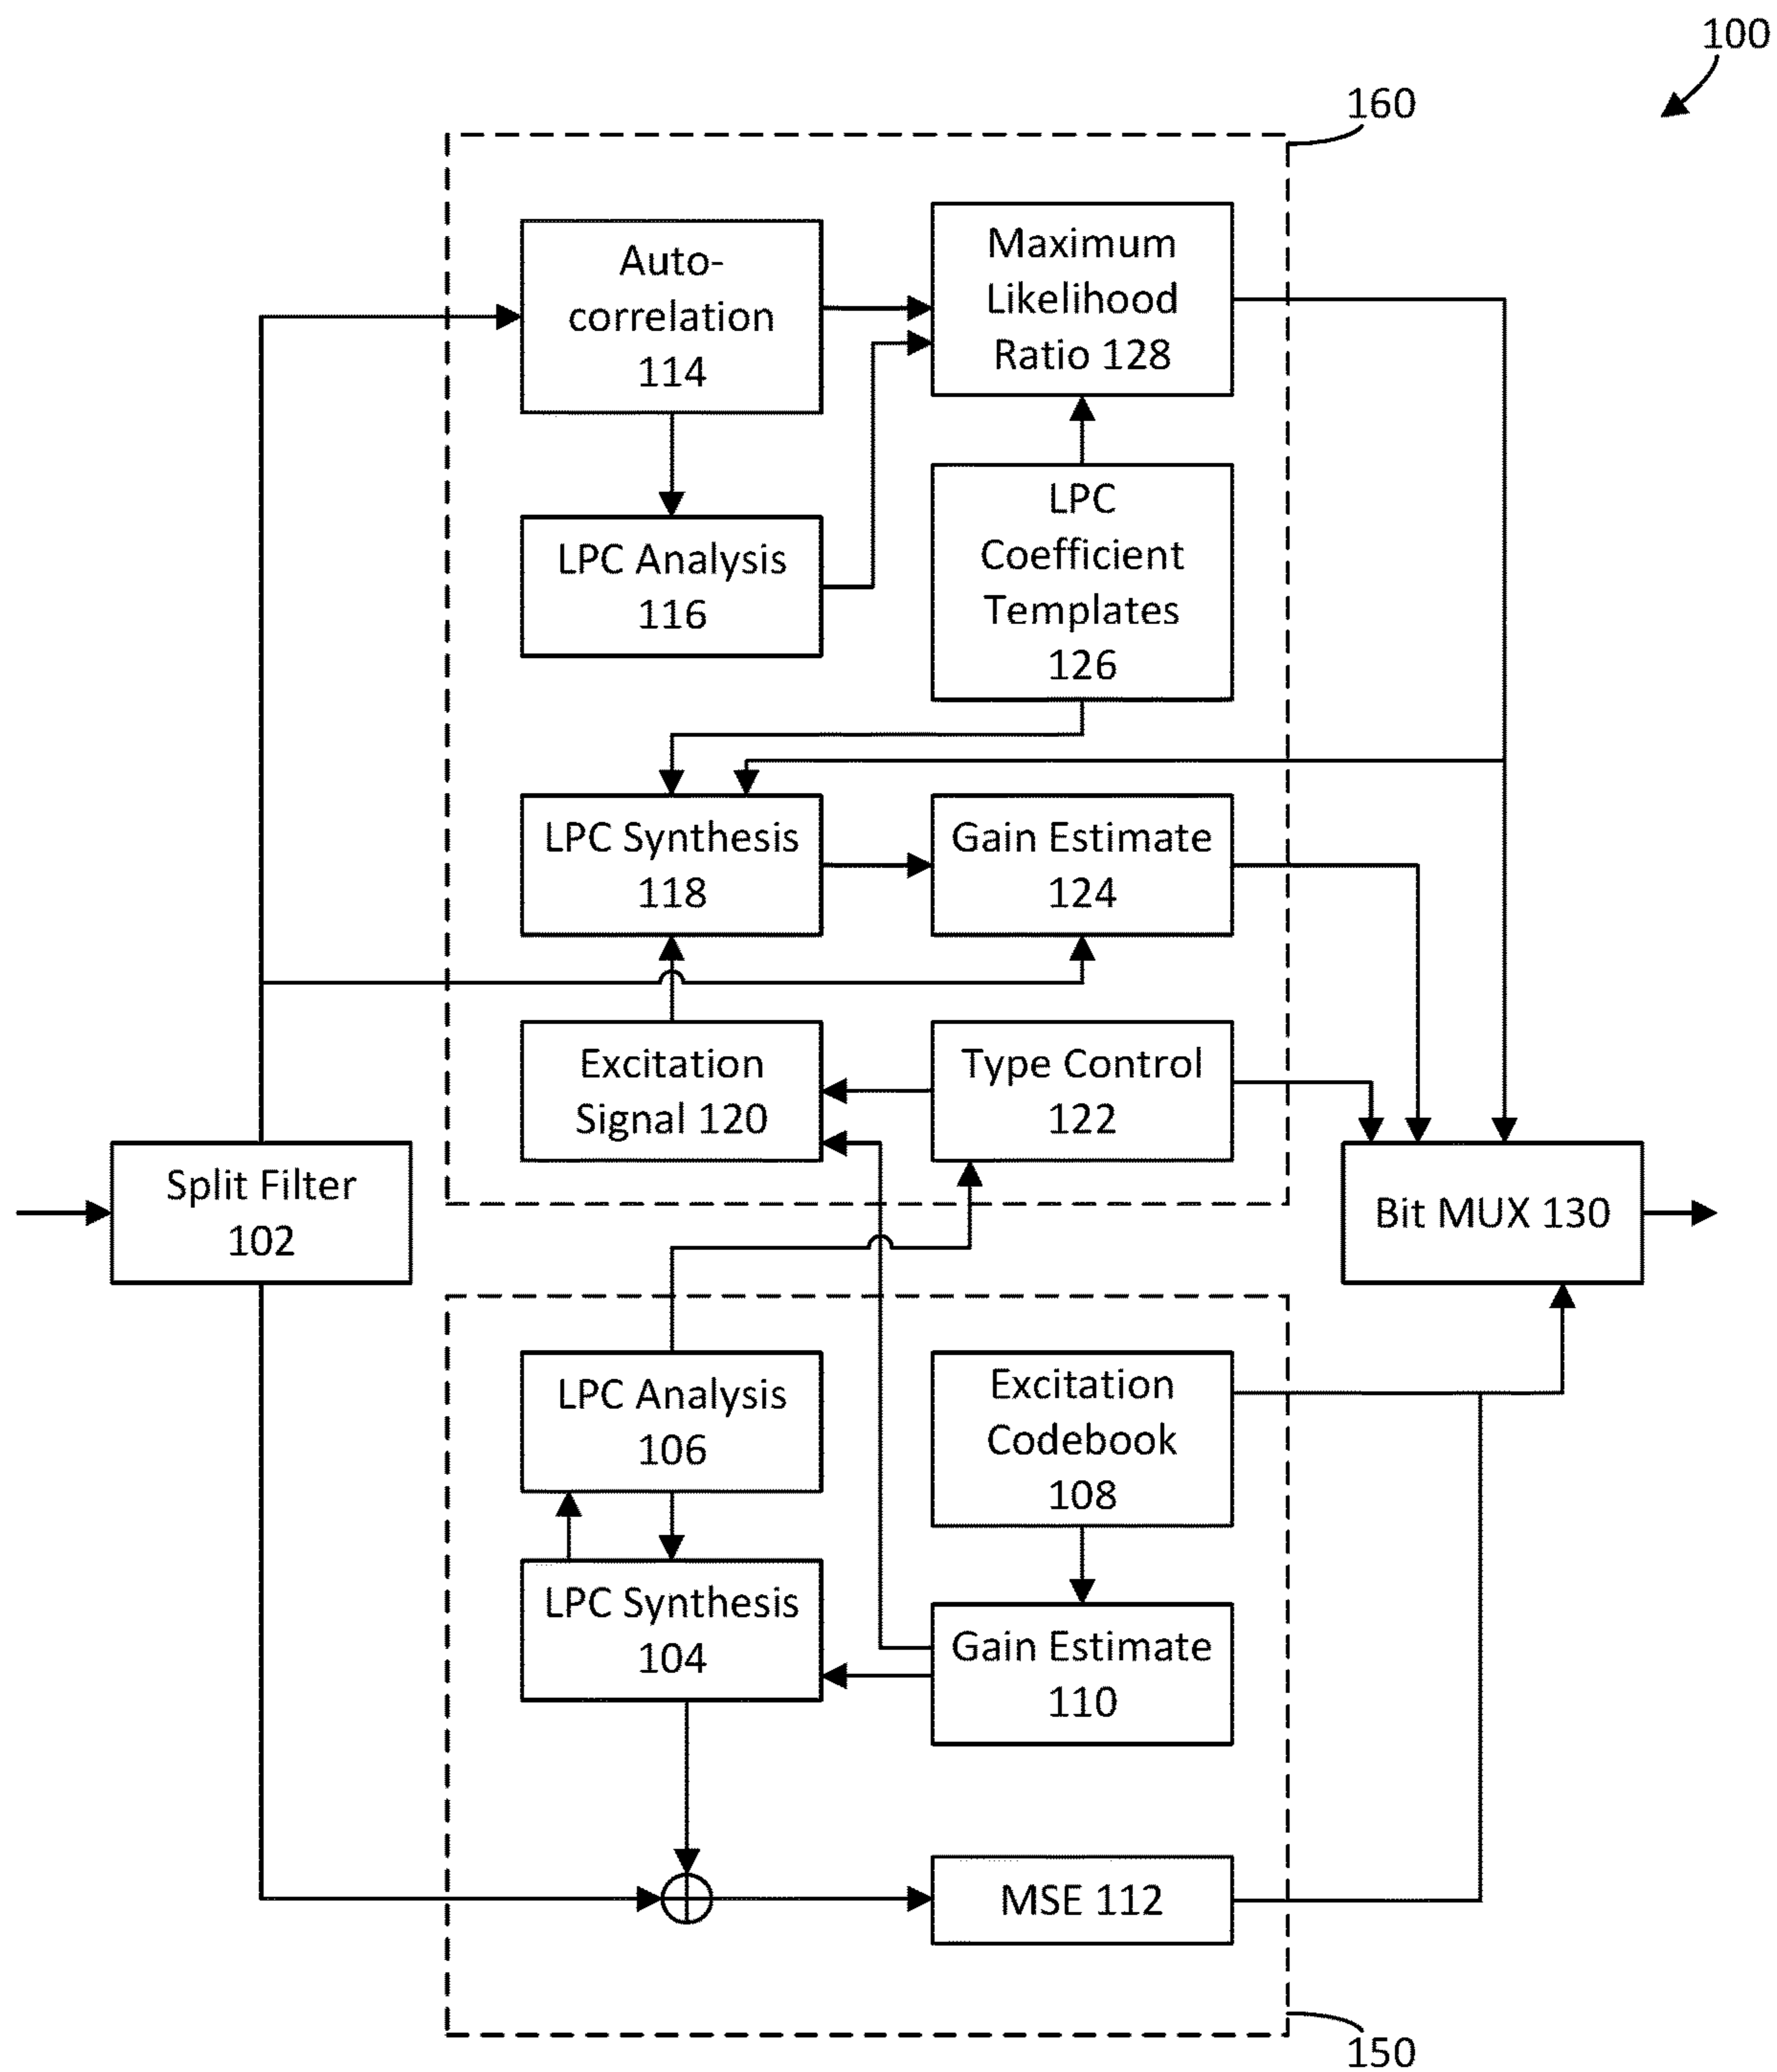 100
160
Auto-
correlation
114
Maximum
Likelihood
Ratio 128
LPC Analysis
116
LPC
Coefficient
Templates
126
LPC Synthesis
118
Gain Estimate
124
Excitation
Signal 120
Type Control
122
Split Filter
102
Bit MUX 130
LPC Analysis
106
Excitation
Codebook
108
LPC Synthesis
104
Gain Estimate
110
MSE 112
150